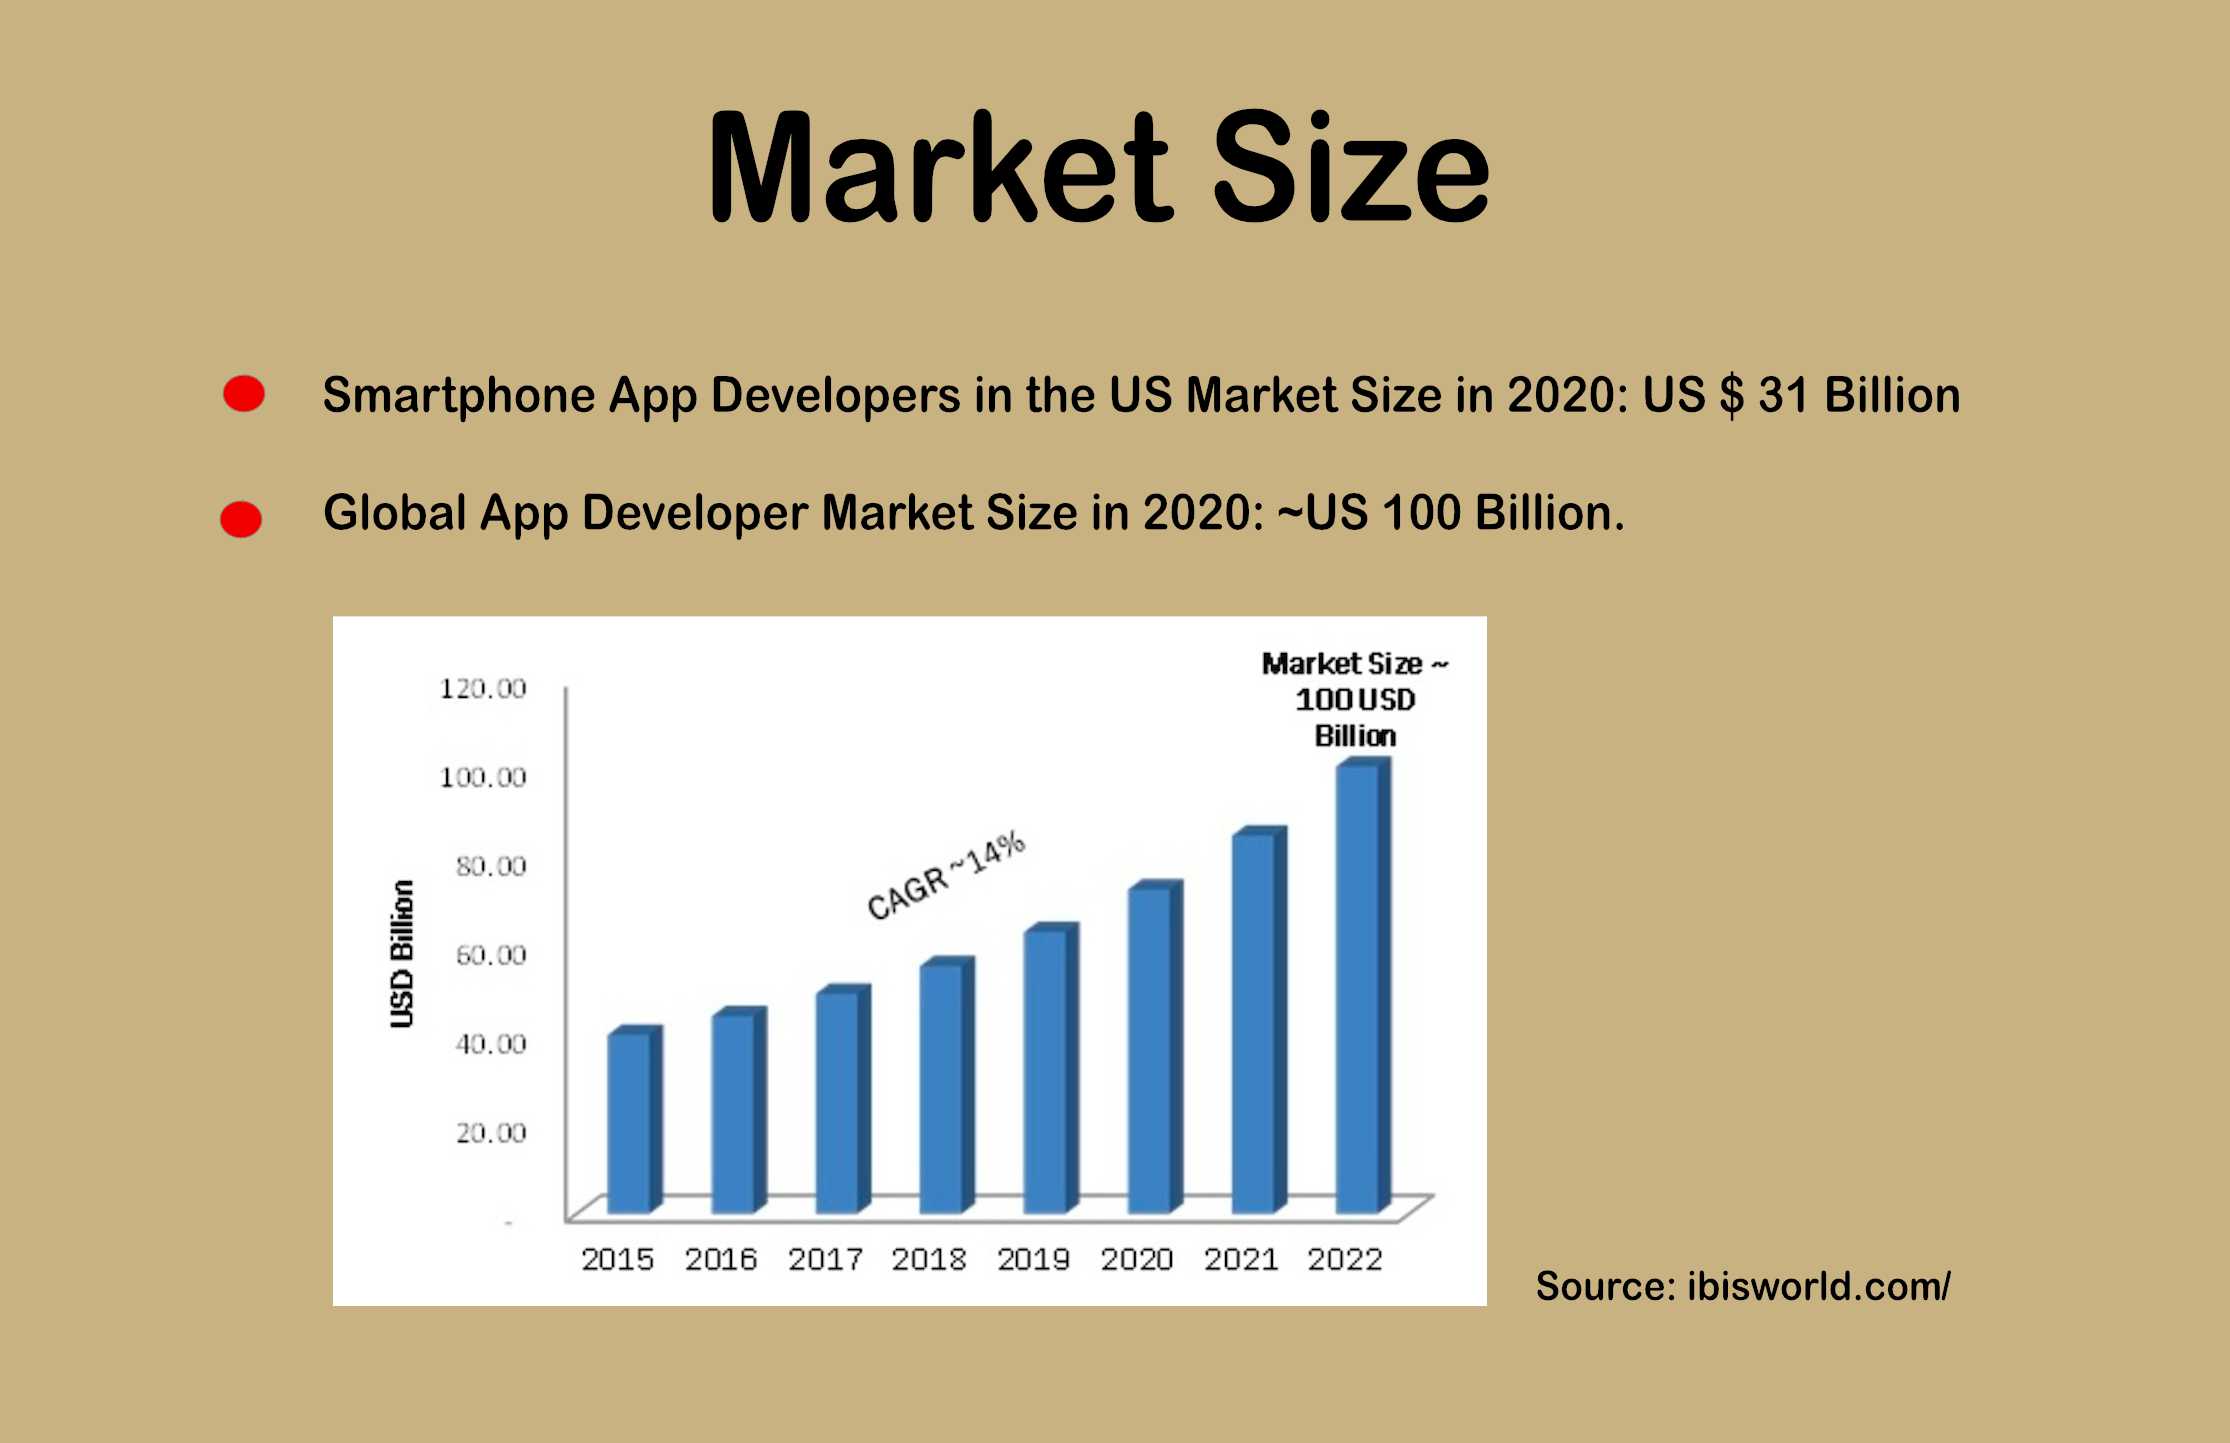 Market Size
Smartphone App Developers in the US Market Size in 2020: US $ 31 Billion
Global App Developer Market Size in 2020: ~US 100 Billion.
Market Size ~
100 USD
Billion
120.00
100.00
80.00
60.00
40.00
20.00
-
USD Billion
CAGR ~14%
2015 2016 2017 2018 2019 2020 2021 2022
Source: ibisworld.com/